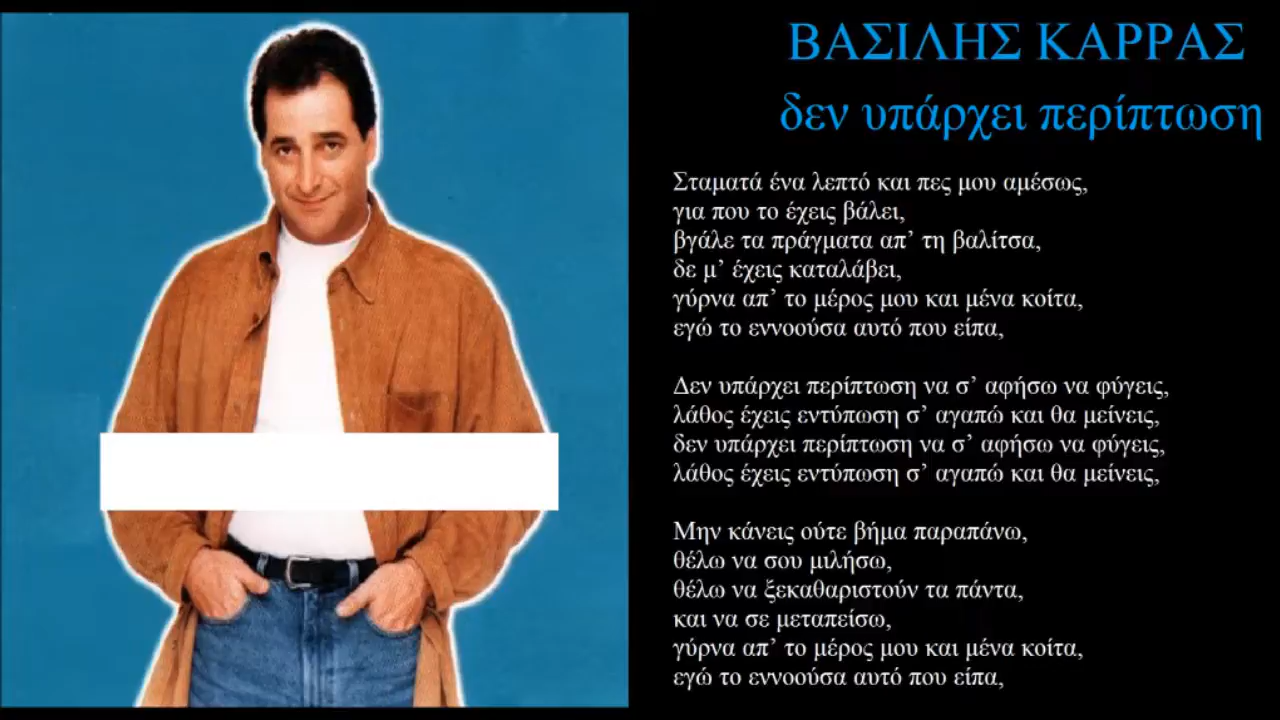 ΒΑΣΙΛΗΣ ΚΑΡΡΑΣ
δεν υπάρχει περίπτωση
Σταματά ένα λεπτό και πες μου αμέσως,
για που το έχεις βάλει,
βγάλε τα πράγματα απ’ τη βαλίτσα,
δε μ’ έχεις καταλάβει,
γύρνα απ’ το μέρος μου και μένα κοίτα,
εγώ το εννοούσα αυτό που είπα,
Δεν υπάρχει περίπτωση να σ’ αφήσω να φύγεις,
λάθος έχεις εντύπωση σ’ αγαπώ και θα μείνεις,
δεν υπάρχει περίπτωση να σ’ αφήσω να φύγεις,
λάθος έχεις εντύπωση σ’ αγαπώ και θα μείνεις,
Μην κάνεις ούτε βήμα παραπάνω,
θέλω να σου μιλήσω,
θέλω να ξεκαθαριστούν τα πάντα,
και να σε μεταπείσω,
γύρνα απ’ το μέρος μου και μένα κοίτα,
εγώ το εννοούσα αυτό που είπα,